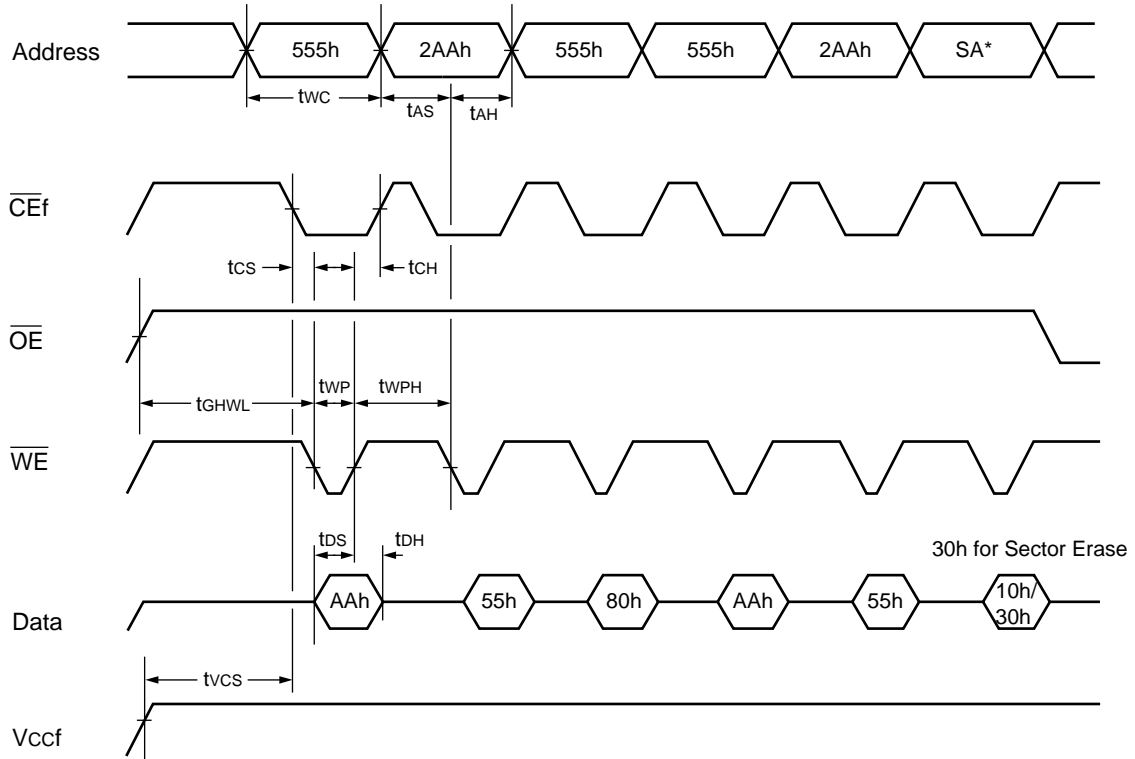 Address 555h 2AAh 555h 555h 2AAh SA*
tWC tAS tAH
CEf
tCS tCH
OE
tGHWL tWP tWPH
WE
tDS tDH
30h for Sector Erase
Data AAh 55h 80h AAh 55h 10h/
30h
tVCS
VCCf